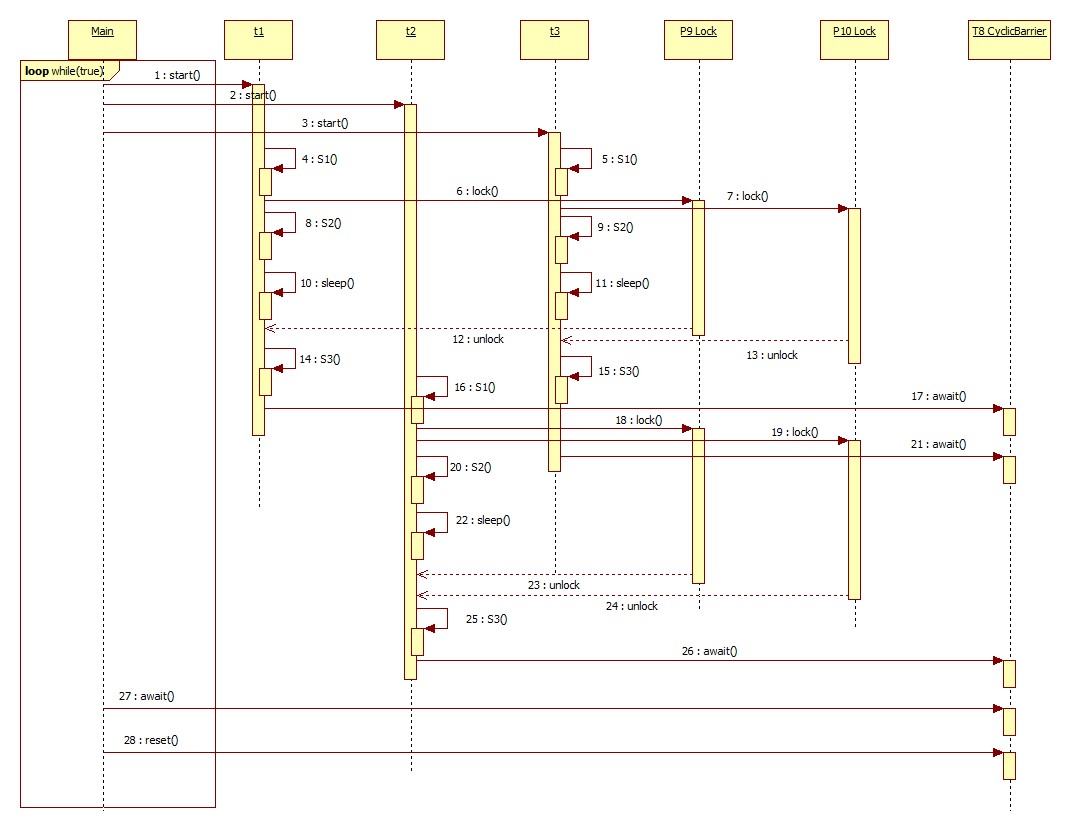 Main
t1
t2
t3
P9 Lock
P10 Lock
T8 CyclicBarrier
loop while(true)
1 : start()
2 : start()
3 : start()
4 : S1()
5 : S1()
6 : lock()
7 : lock()
8 : S2()
9 : S2()
10 : sleep()
11 : sleep()
12 : unlock
13 : unlock
14 : S3()
15 : S3()
16 : S1()
17 : await()
18 : lock()
19 : lock()
20 : S2()
21 : await()
22 : sleep()
23 : unlock
24 : unlock
25 : S3()
26 : await()
27 : await()
28 : reset()